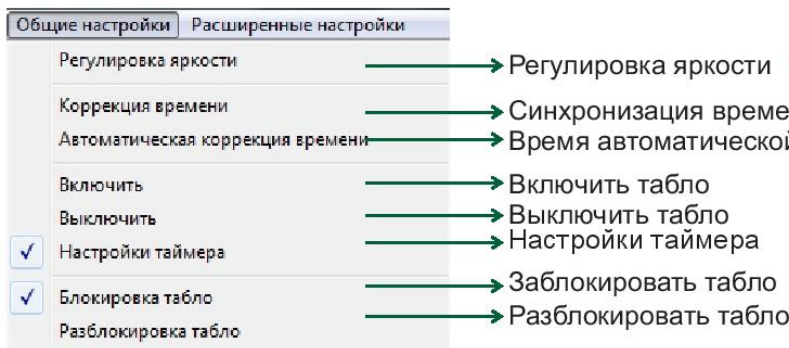 Общие настройки Расширенные настройки
Регулировка яркости Регулировка яркости
Коррекция времени Синхронизация време
Автоматическая коррекция времени Время автоматической
Включить Включить табло
Выключить Выключить табло
Настройки таймера Настройки таймера
Блокировка табло Заблокировать табло
Разблокировка табло Разблокировать табло